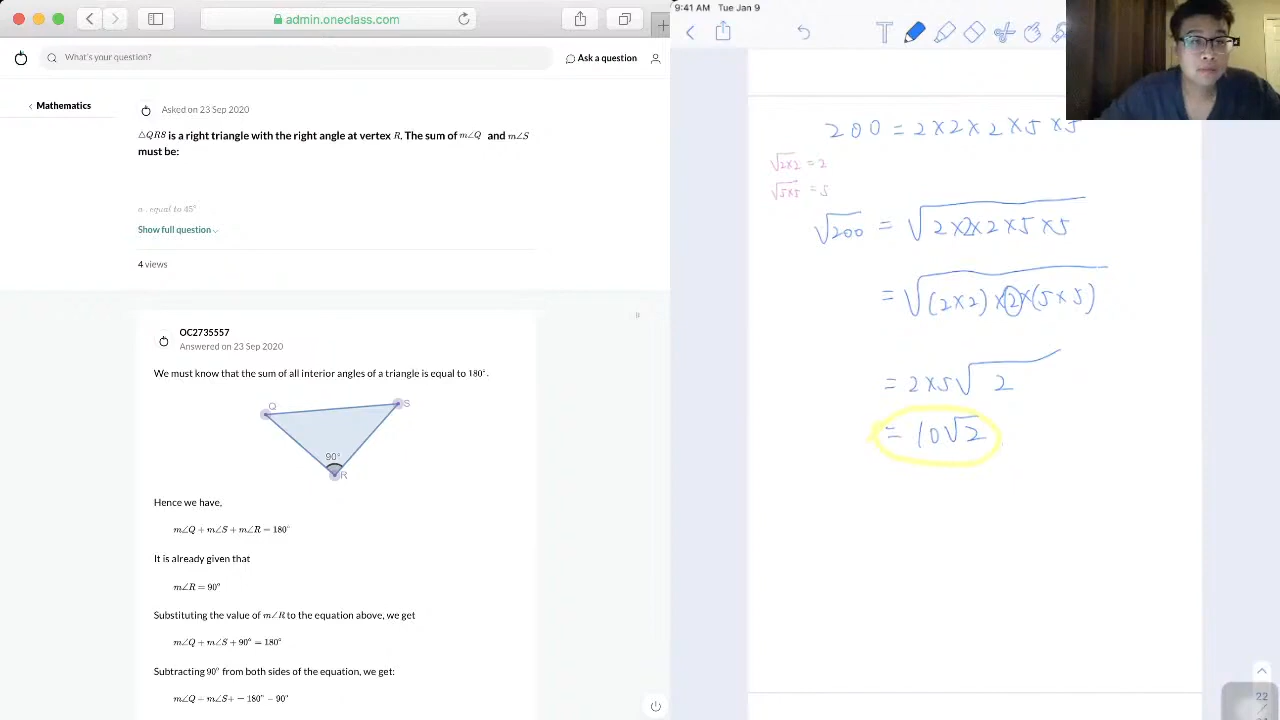 admin.oneclass.com
What's your question?
Ask a question
Mathematics
Asked on 23 Sep 2020
△QRS is a right triangle with the right angle at vertex R. The sum of m∠Q and m∠S
must be:
a . equal to 45°
Show full question
4 views
OC2735557
Answered on 23 Sep 2020
We must know that the sum of all interior angles of a triangle is equal to 180°.
Q
S
90°
R
Hence we have,
m∠Q + m∠S + m∠R = 180°
It is already given that
m∠R = 90°
Substituting the value of m∠R to the equation above, we get
m∠Q + m∠S + 90° = 180°
Subtracting 90° from both sides of the equation, we get:
m∠Q + m∠S+ = 180° − 90°
9:41 AM Tue Jan 9
200 = 2×2×2×5×5
√2×2 = 2
√5×5 = 5
√200 = √2×2×2×5×5
= √(2×2)×2×(5×5)
= 2×5√2
= 10√2
22